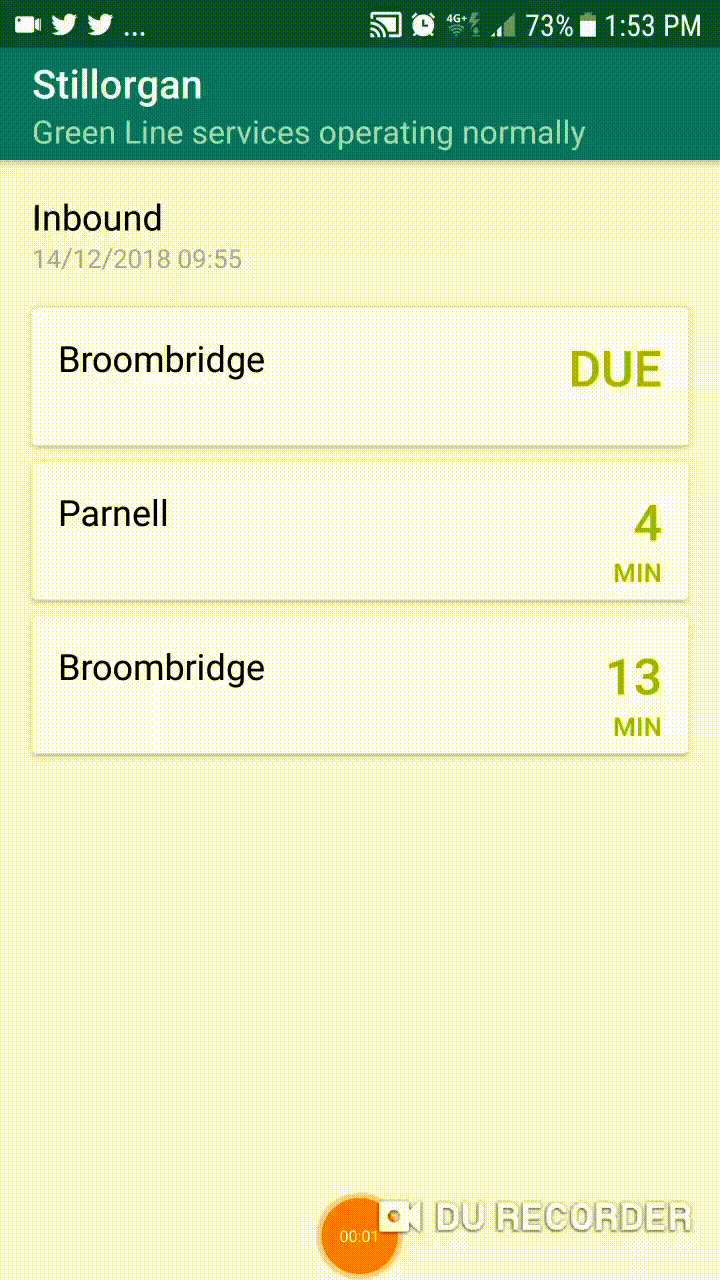 ... 4G+ 73% 1:53 PM
Stillorgan
Green Line services operating normally
Inbound
14/12/2018 09:55
Broombridge DUE
Parnell 4
MIN
Broombridge 13
MIN
00:01 DU RECORDER